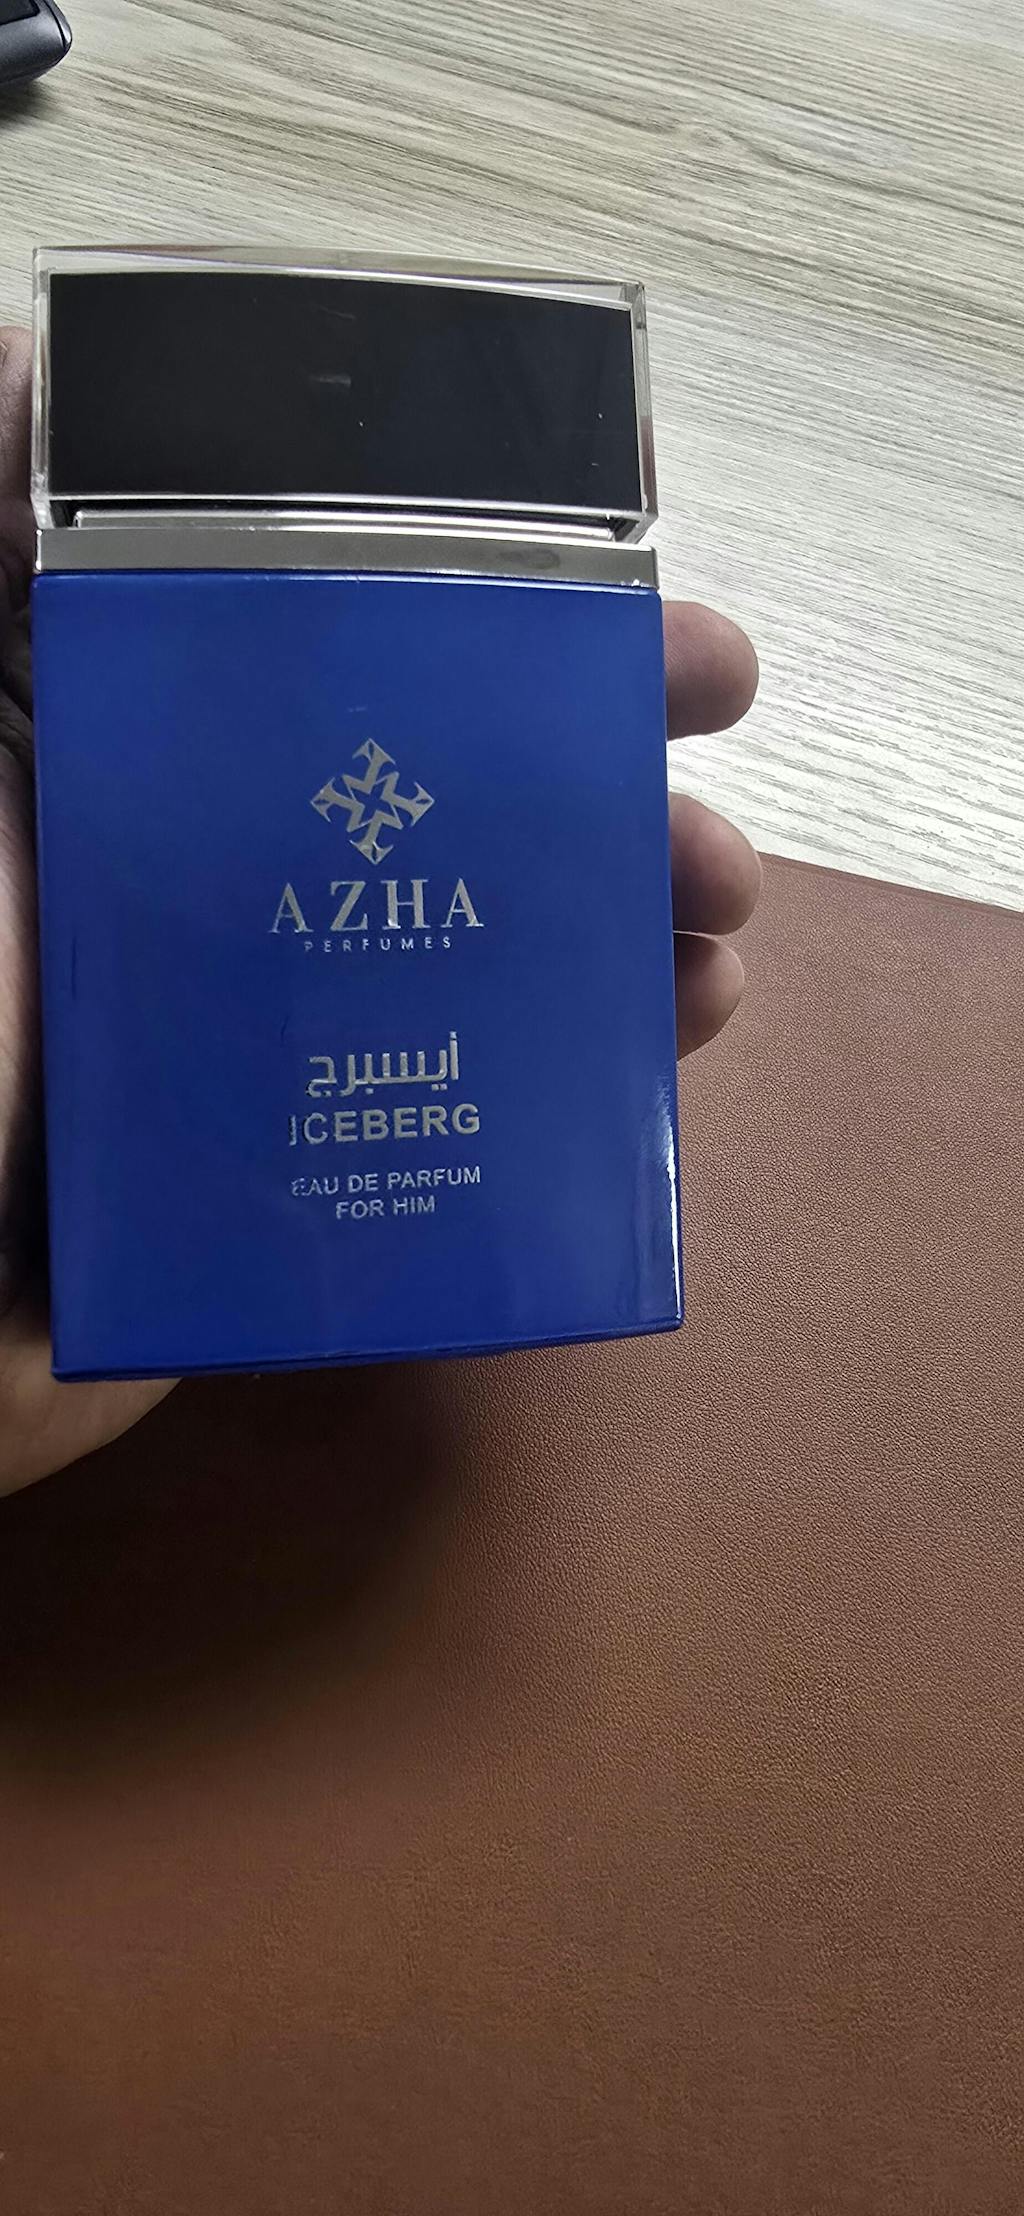 AZHA
PERFUMES
أيسبرج
ICEBERG
EAU DE PARFUM
FOR HIM